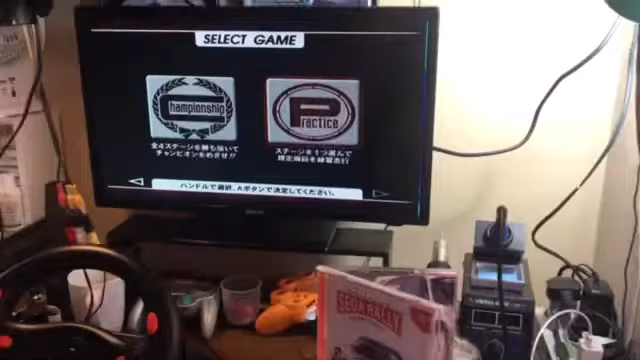 SELECT GAME
Championship
Practice
全4ステージを勝ち抜いて
チャンピオンをめざせ!!
ステージを1つ選んで
規定周回を練習走行
ハンドルで選択、Aボタンで決定してください。
SEGA RALLY